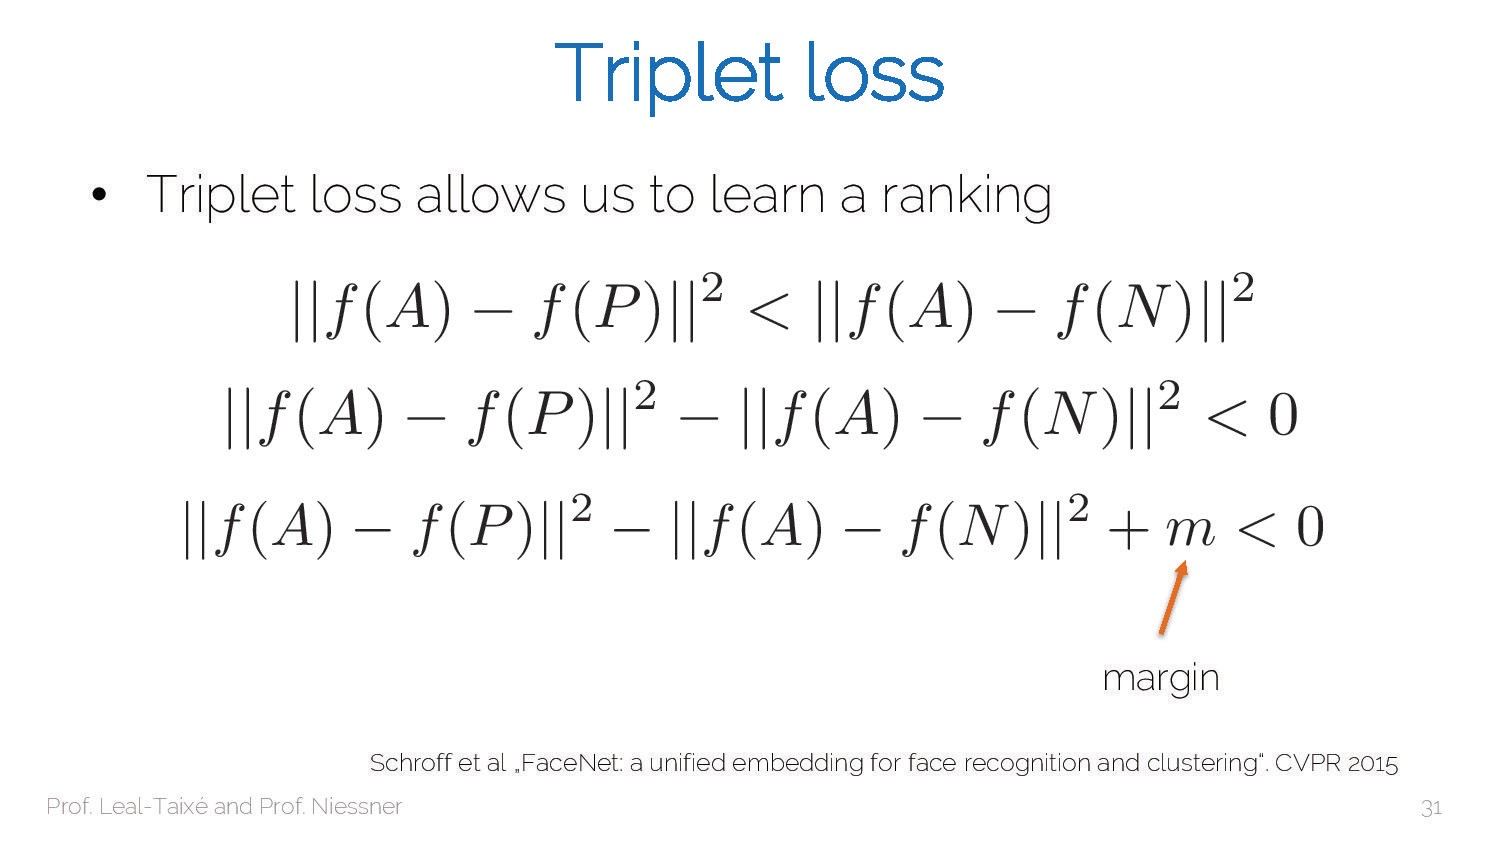 Triplet loss
• Triplet loss allows us to learn a ranking
||f(A) − f(P)||² < ||f(A) − f(N)||²
||f(A) − f(P)||² − ||f(A) − f(N)||² < 0
||f(A) − f(P)||² − ||f(A) − f(N)||² + m < 0
margin
Schroff et al „FaceNet: a unified embedding for face recognition and clustering“. CVPR 2015
Prof. Leal-Taixé and Prof. Niessner
31